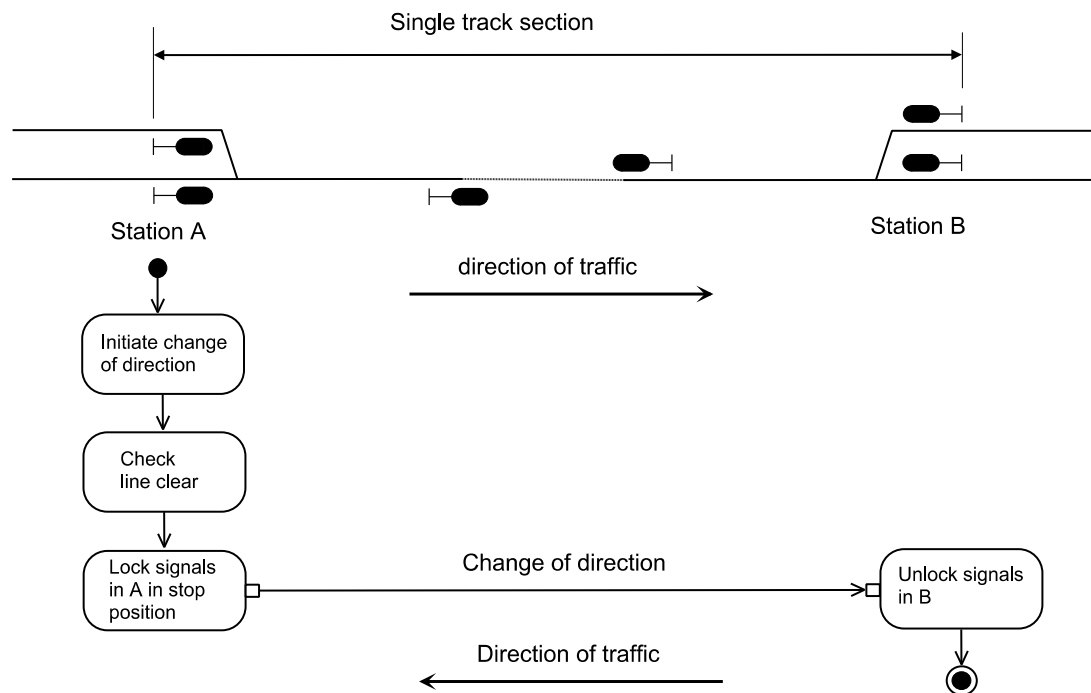 Single track section
Station A
Station B
direction of traffic
Initiate change
of direction
Check
line clear
Lock signals
in A in stop
position
Change of direction
Unlock signals
in B
Direction of traffic